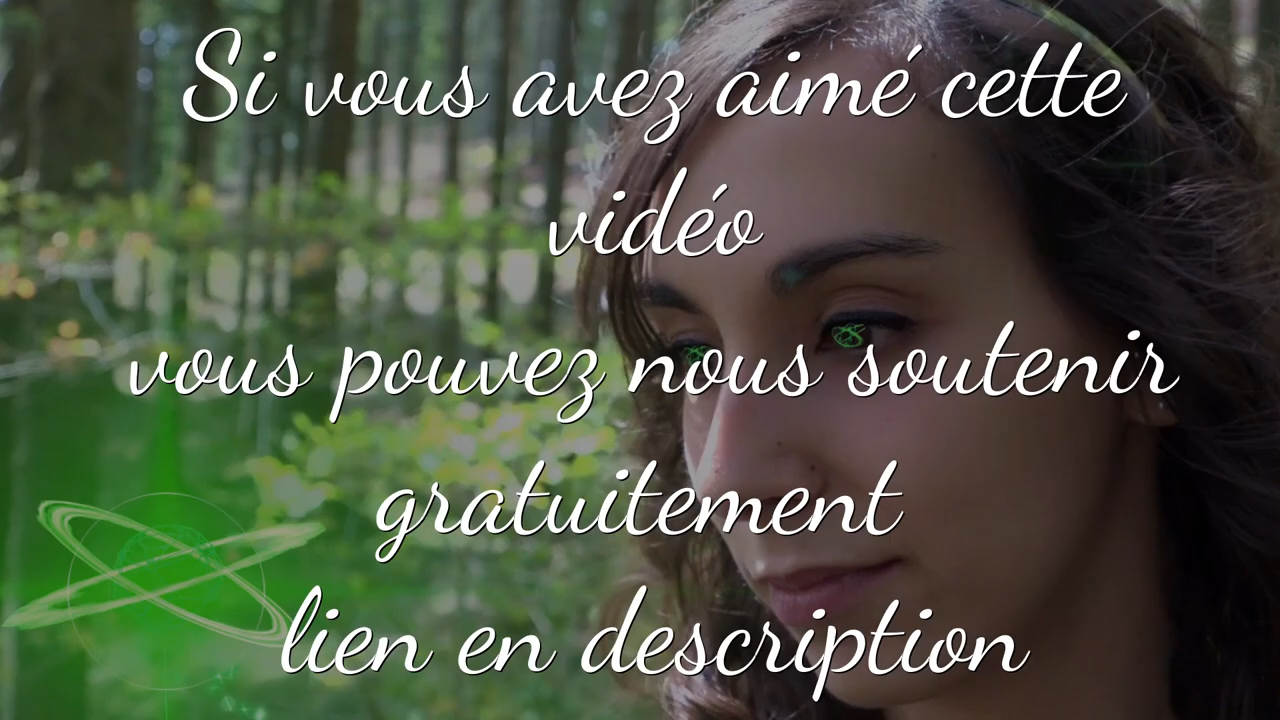 Si vous avez aimé cette
vidéo
vous pouvez nous soutenir
gratuitement
lien en description